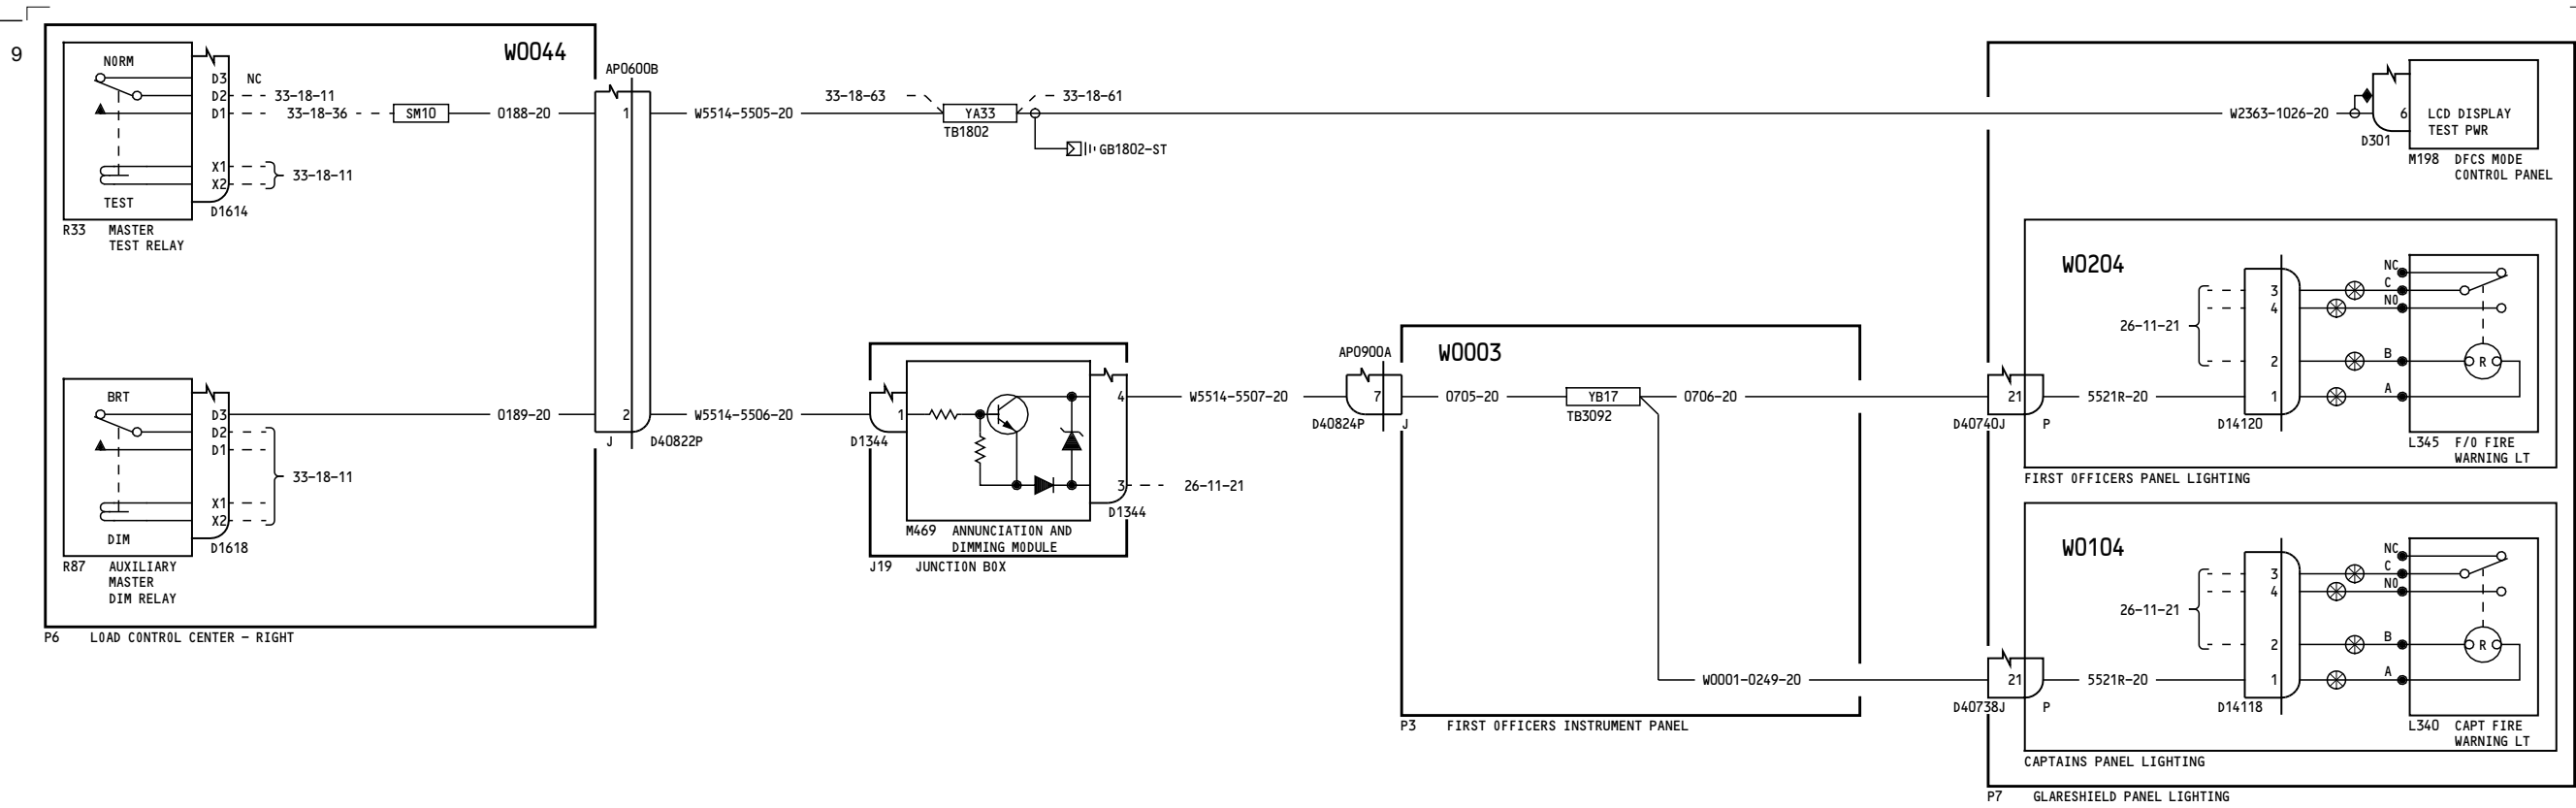 9
W0044
NORM
D3 NC
D2 33-18-11
D1 33-18-36 SM10 0188-20
X1
X2
33-18-11
TEST
D1614
R33 MASTER
TEST RELAY
BRT
D3 0189-20
D2
D1
33-18-11
X1
X2
DIM
D1618
R87 AUXILIARY
MASTER
DIM RELAY
P6 LOAD CONTROL CENTER - RIGHT
AP0600B
1
2
J D40822P
W5514-5505-20
33-18-63
33-18-61
YA33
TB1802
GB1802-ST
W5514-5506-20
1
D1344
4
3
26-11-21
D1344
M469 ANNUNCIATION AND
DIMMING MODULE
J19 JUNCTION BOX
W5514-5507-20
AP0900A
7
D40824P J
W0003
0705-20
YB17
TB3092
0706-20
W0001-0249-20
P3 FIRST OFFICERS INSTRUMENT PANEL
W2363-1026-20
6
D301
LCD DISPLAY
TEST PWR
M198 DFCS MODE
CONTROL PANEL
W0204
26-11-21
3
4
2
1
NC
C
NO
B
A
R
21
D40740J P
5521R-20
D14120
L345 F/O FIRE
WARNING LT
FIRST OFFICERS PANEL LIGHTING
W0104
26-11-21
3
4
2
1
NC
C
NO
B
A
R
21
D40738J P
5521R-20
D14118
L340 CAPT FIRE
WARNING LT
CAPTAINS PANEL LIGHTING
P7 GLARESHIELD PANEL LIGHTING